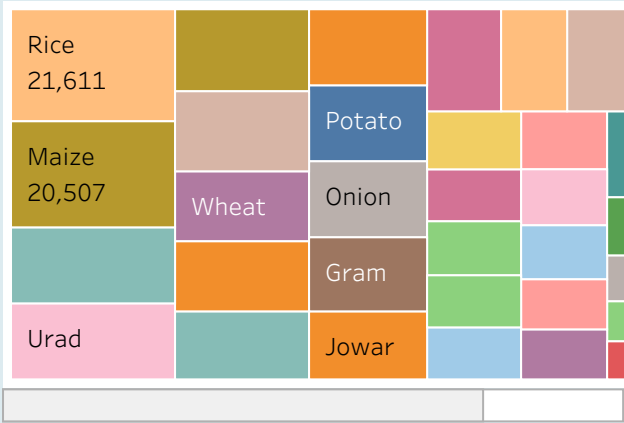 Rice
21,611
Maize
20,507
Urad
Wheat
Potato
Onion
Gram
Jowar